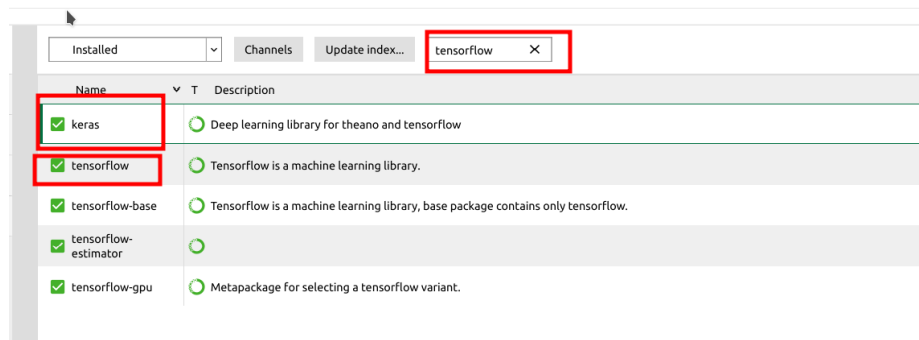 Installed Channels Update index... tensorflow
Name T Description
keras Deep learning library for theano and tensorflow
tensorflow Tensorflow is a machine learning library.
tensorflow-base Tensorflow is a machine learning library, base package contains only tensorflow.
tensorflow-
estimator
tensorflow-gpu Metapackage for selecting a tensorflow variant.